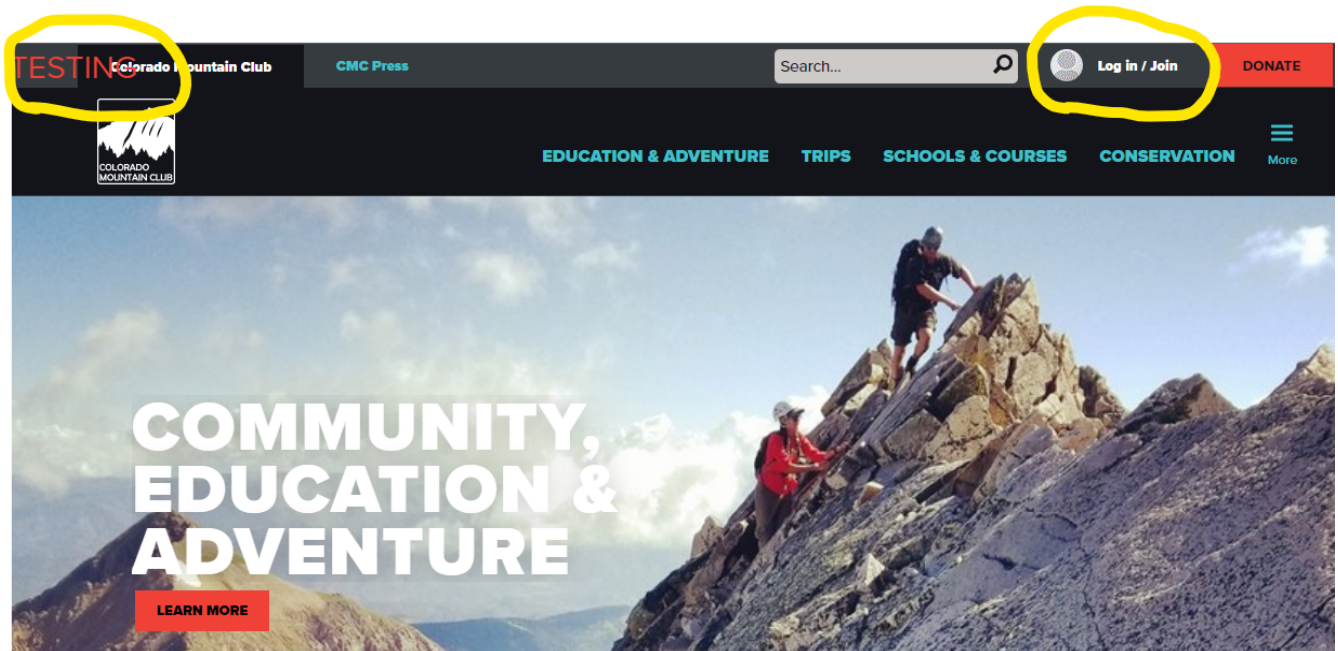 TESTING
Colorado Mountain Club
CMC Press
Search...
Log in / Join
DONATE
COLORADO
MOUNTAIN CLUB
EDUCATION & ADVENTURE
TRIPS
SCHOOLS & COURSES
CONSERVATION
More
COMMUNITY,
EDUCATION &
ADVENTURE
LEARN MORE